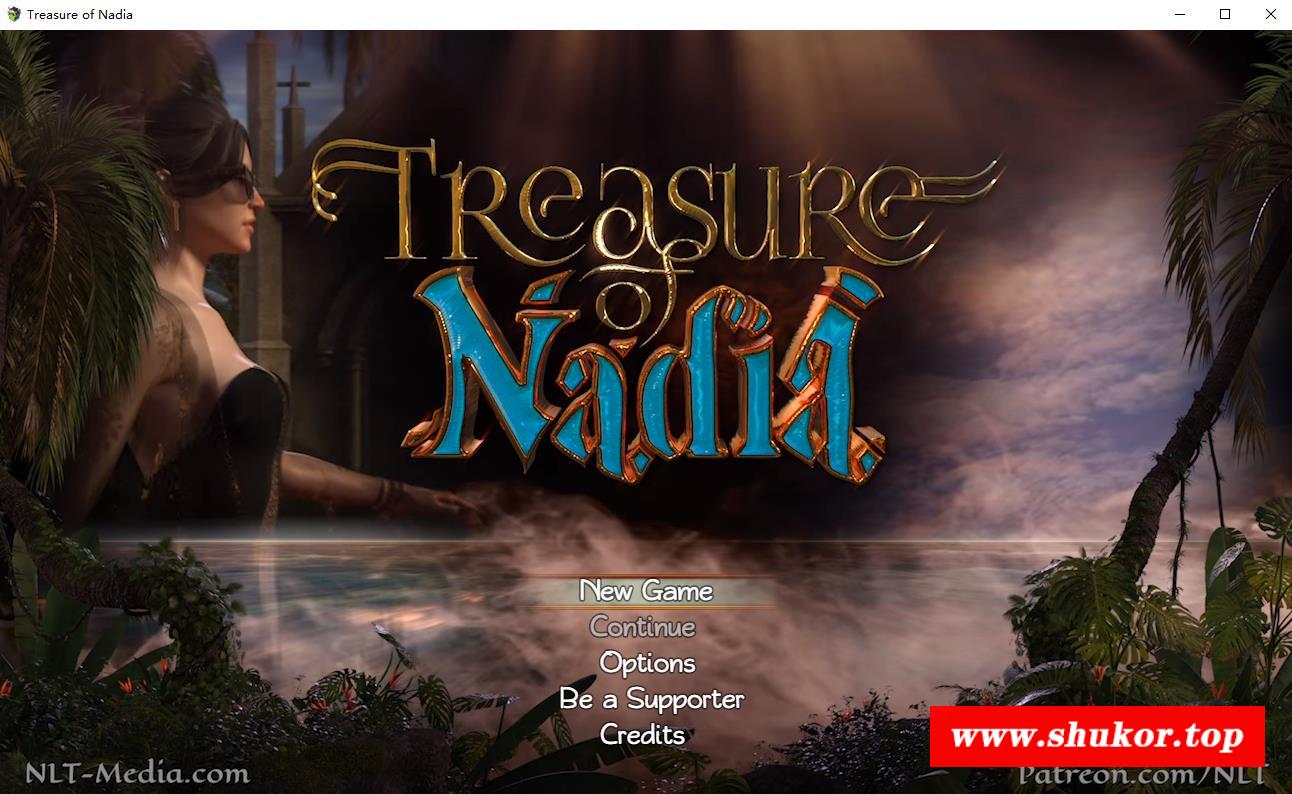 Treasure of Nadia
Treasure
of
Nadia
New Game
Continue
Options
Be a Supporter
Credits
www.shukor.top
NLT-Media.com
Patreon.com/NLT